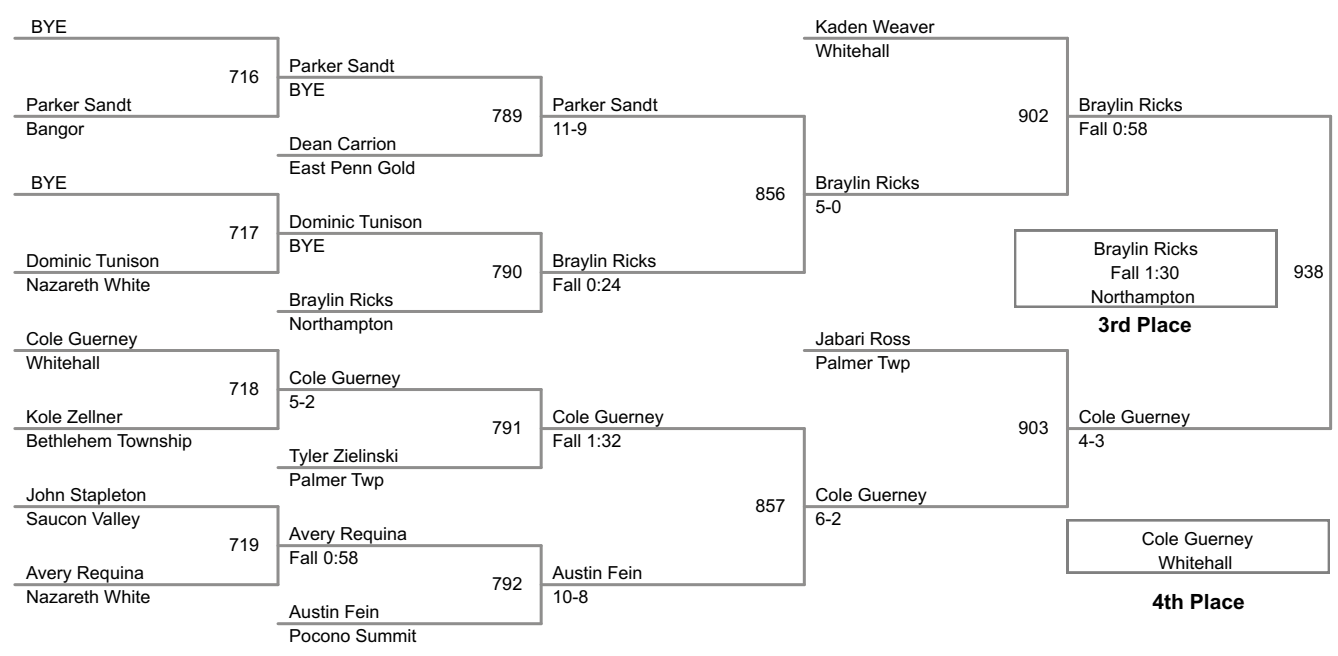 BYE
716
Parker Sandt
Bangor
BYE
717
Dominic Tunison
Nazareth White
Cole Guerney
Whitehall
718
Kole Zellner
Bethlehem Township
John Stapleton
Saucon Valley
719
Avery Requina
Nazareth White
Parker Sandt
BYE
789
Dean Carrion
East Penn Gold
Dominic Tunison
BYE
790
Braylin Ricks
Northampton
Cole Guerney
5-2
791
Tyler Zielinski
Palmer Twp
Avery Requina
Fall 0:58
792
Austin Fein
Pocono Summit
Parker Sandt
11-9
856
Braylin Ricks
Fall 0:24
Cole Guerney
Fall 1:32
857
Austin Fein
10-8
Kaden Weaver
Whitehall
902
Braylin Ricks
5-0
Jabari Ross
Palmer Twp
903
Cole Guerney
6-2
Braylin Ricks
Fall 0:58
938
Cole Guerney
4-3
Braylin Ricks
Fall 1:30
Northampton
3rd Place
Cole Guerney
Whitehall
4th Place